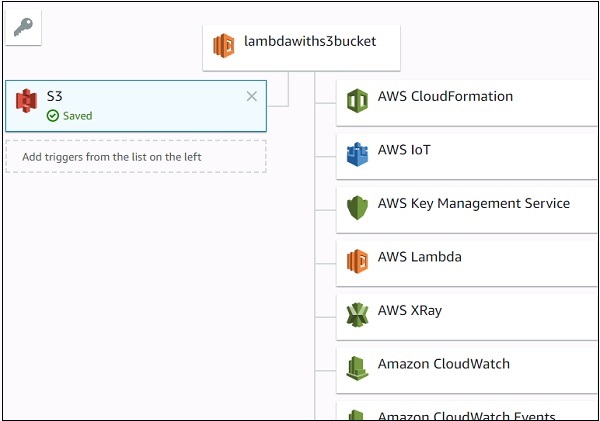 lambdawiths3bucket
S3
Saved
Add triggers from the list on the left
AWS CloudFormation
AWS IoT
AWS Key Management Service
AWS Lambda
AWS XRay
Amazon CloudWatch
Amazon CloudWatch Events